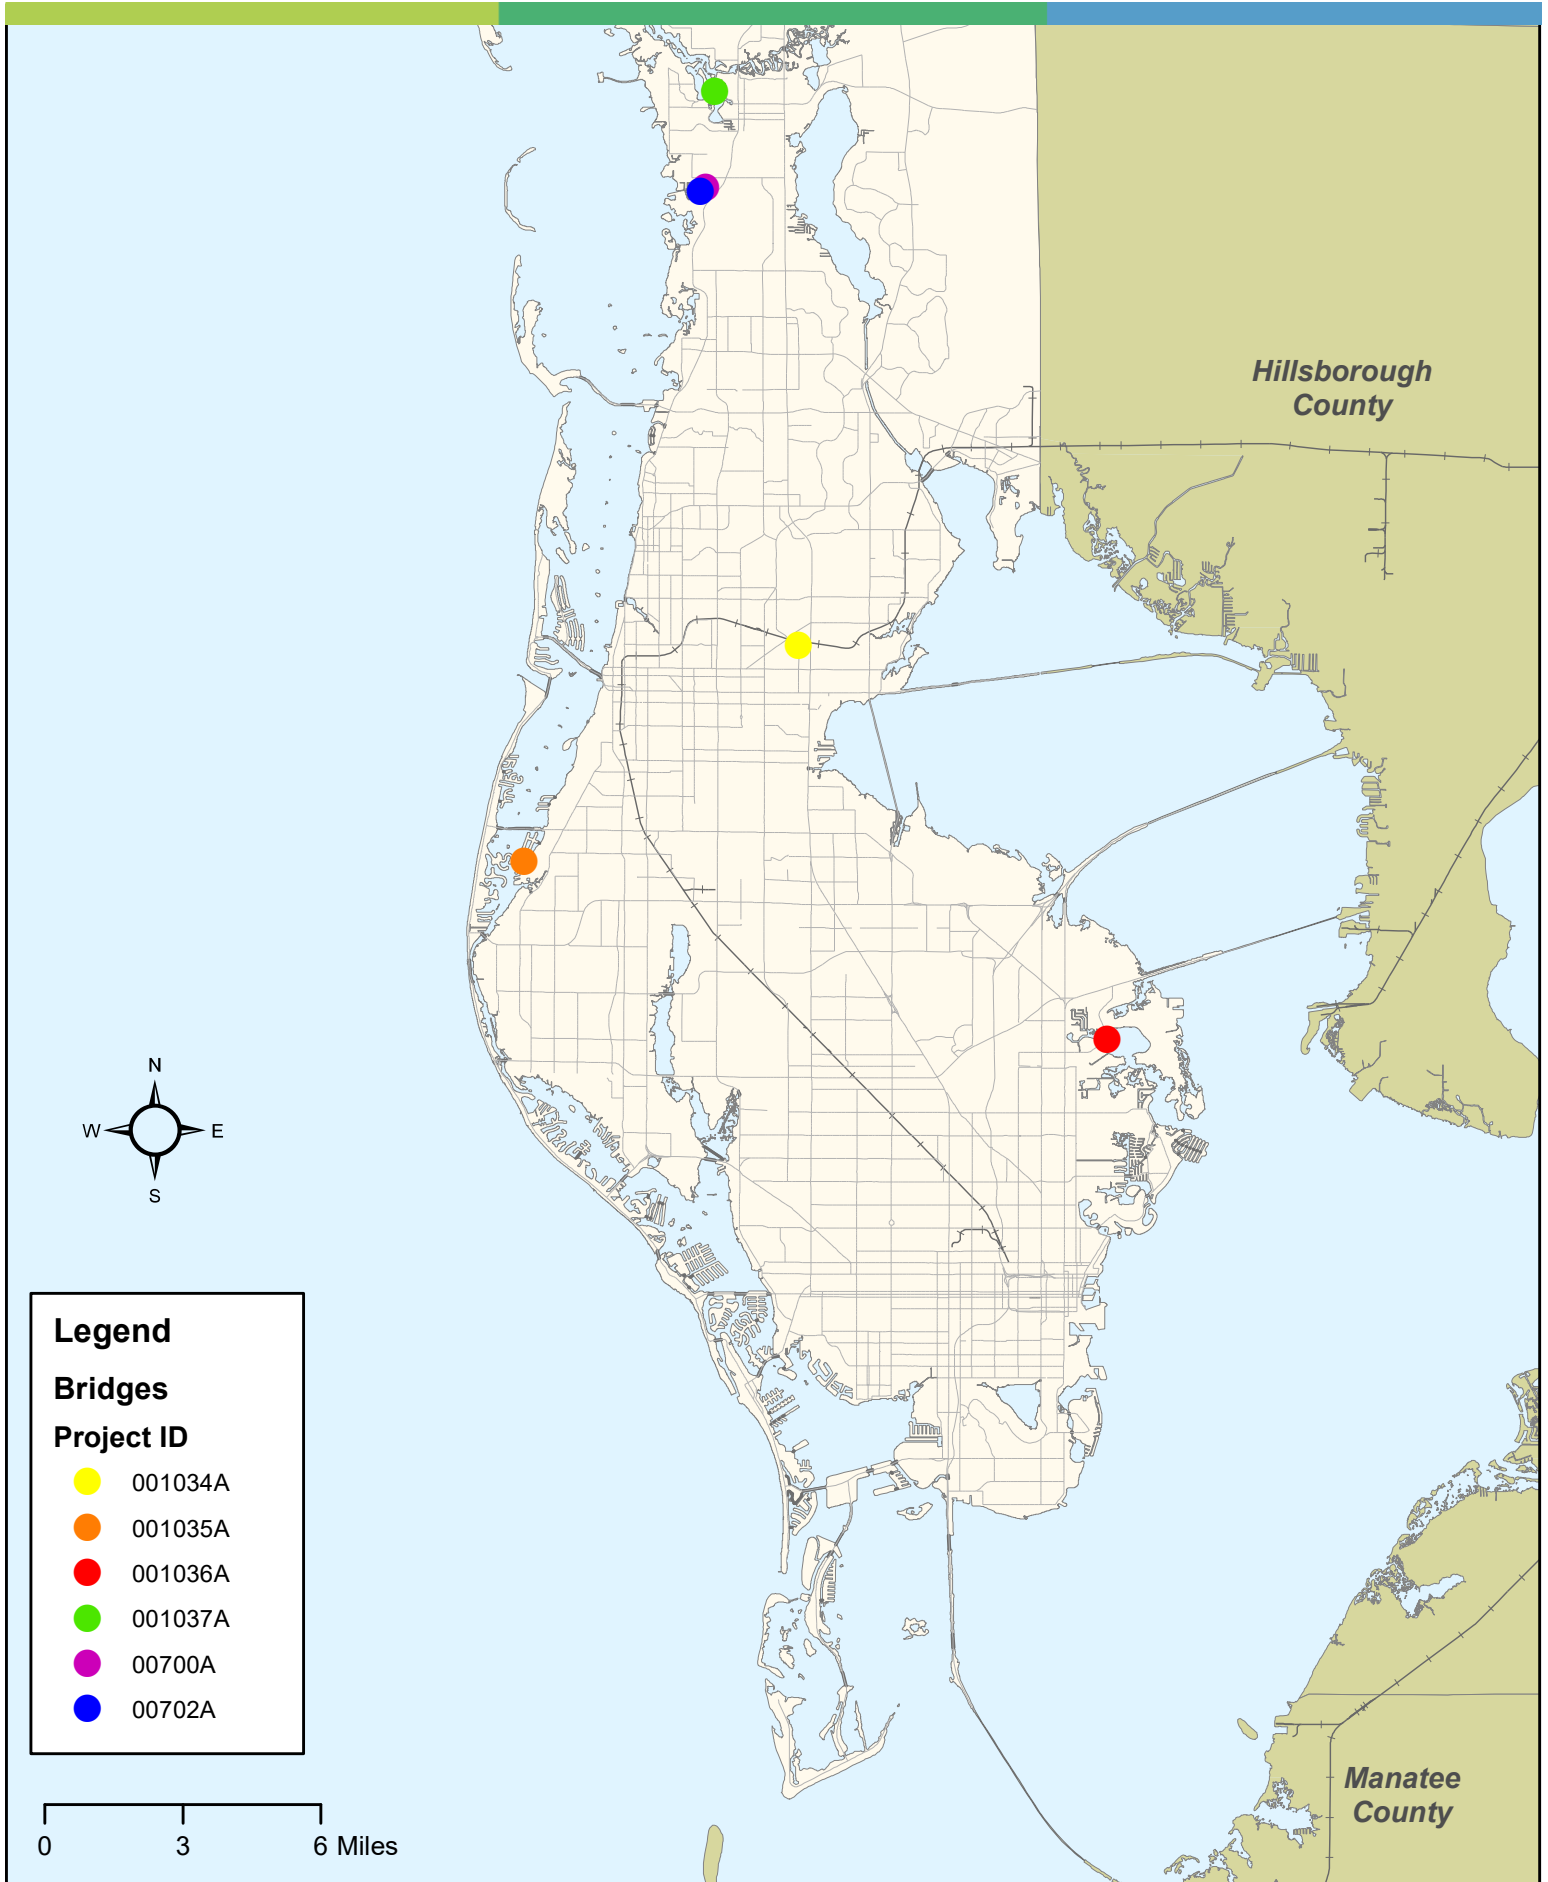 Hillsborough
County
N
W
E
S
Legend
Bridges
Project ID
001034A
001035A
001036A
001037A
00700A
00702A
0
3
6 Miles
Manatee
County